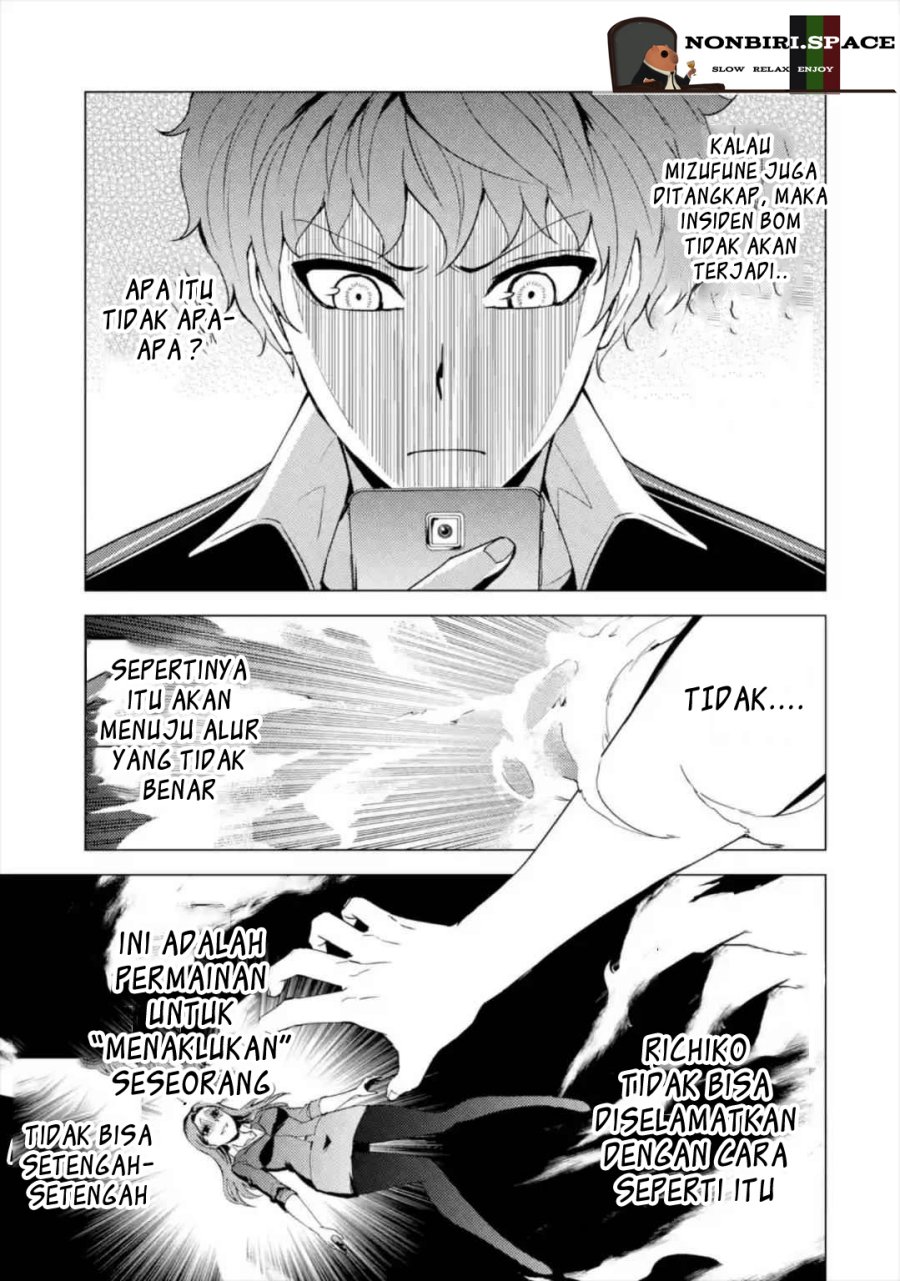 NONBIRI.SPACE
SLOW RELAX ENJOY
KALAU
MIZUFUNE JUGA
DITANGKAP, MAKA
INSIDEN BOM
TIDAK AKAN
TERJADI..
APA ITU
TIDAK APA-
APA ?
TIDAK....
SEPERTINYA
ITU AKAN
MENUJU ALUR
YANG TIDAK
BENAR
INI ADALAH
PERMAINAN
UNTUK
“MENAKLUKAN”
SESEORANG
RICHIKO
TIDAK BISA
DISELAMATKAN
DENGAN CARA
SEPERTI ITU
TIDAK BISA
SETENGAH-
SETENGAH